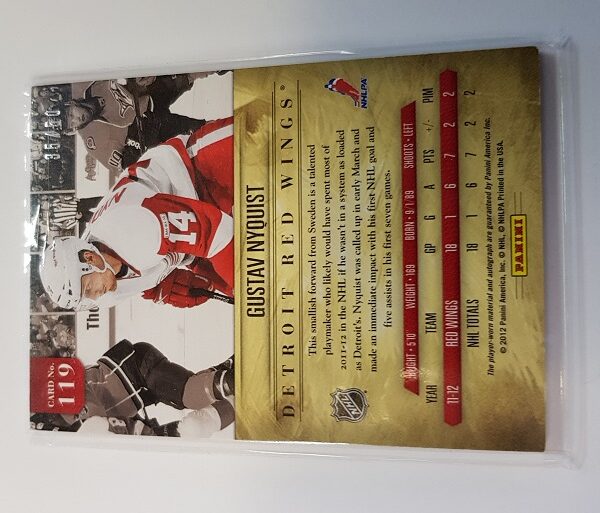 CARD No.
119
The
14
GUSTAV NYQUIST
DETROIT RED WINGS®
This smallish forward from Sweden is a talented
playmaker who likely would have spent most of
2011-12 in the NHL if he wasn't in a system as loaded
as Detroit's. Nyquist was called up in early March and
made an immediate impact with his first NHL goal and
five assists in his first seven games.
NHL
NHLPA
HEIGHT • 5'10 WEIGHT • 169 BORN • 9/1/89 SHOOTS • LEFT
YEAR TEAM GP G A PTS +/- PIM
11-12 RED WINGS 18 1 6 7 2 2
NHL TOTALS 18 1 6 7 2 2
The player-worn material and autograph are guaranteed by Panini America Inc.
© 2012 Panini America, Inc. © NHL, © NHLPA Printed in the USA.
PANINI